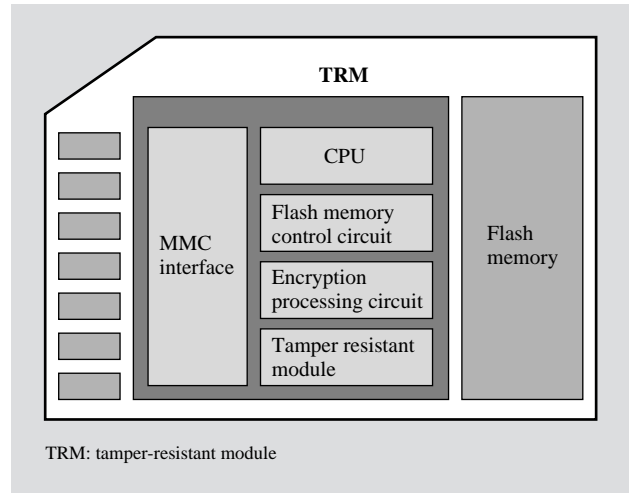 TRM
MMC
interface
CPU
Flash memory
control circuit
Encryption
processing circuit
Tamper resistant
module
Flash
memory
TRM: tamper-resistant module